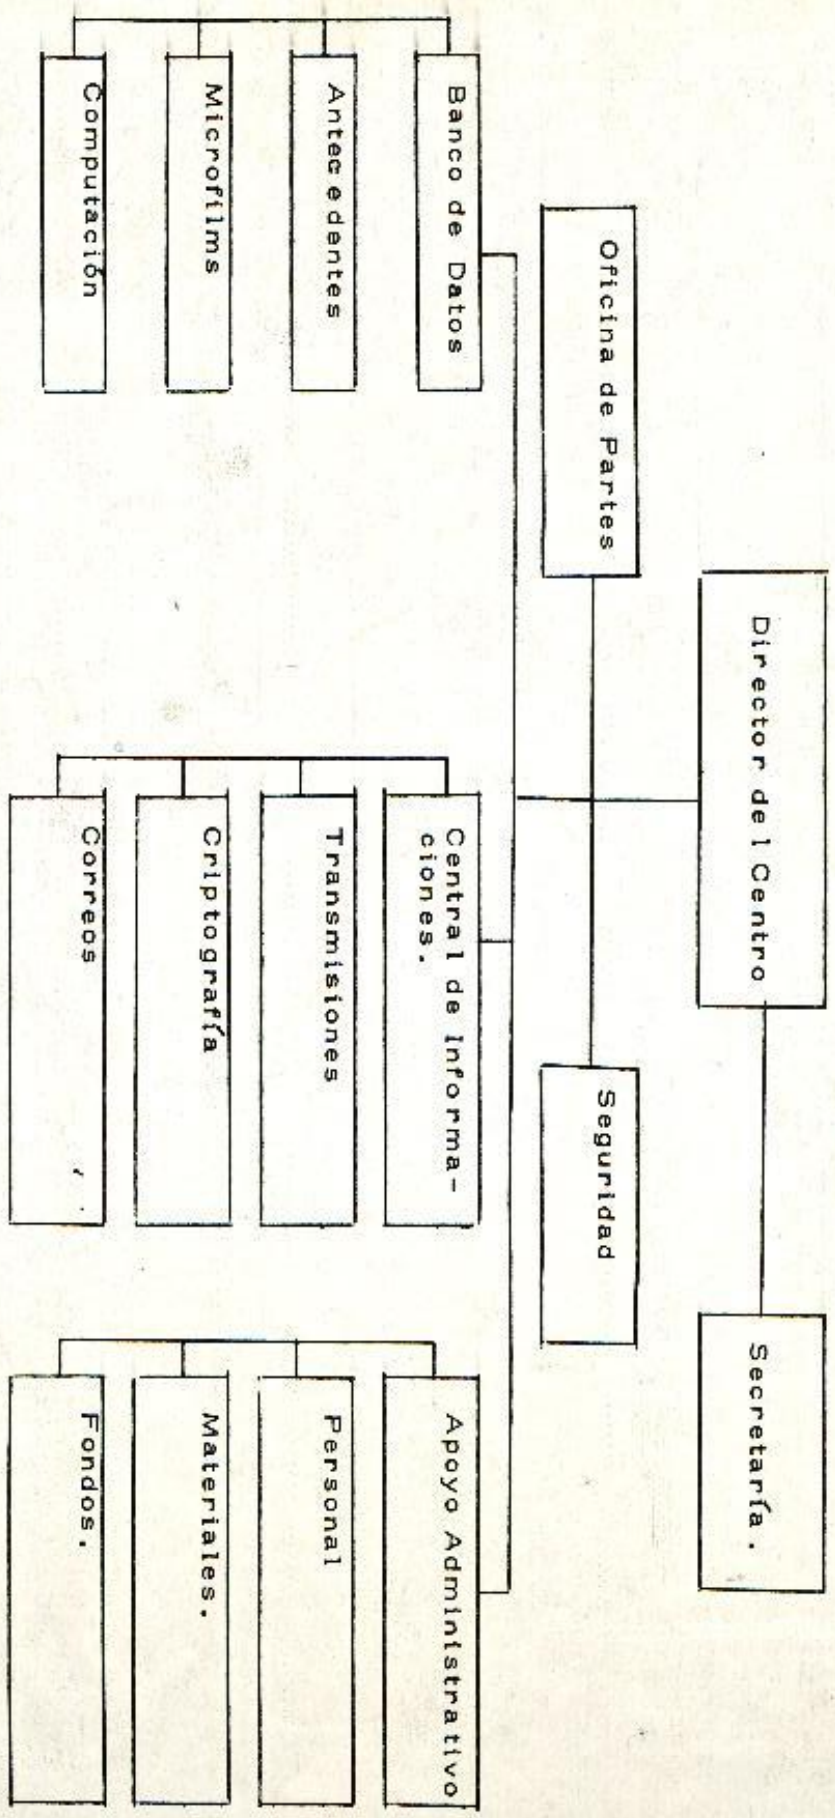 Director del Centro
Secretaría.
Oficina de Partes
Seguridad
Banco de Datos
Antecedentes
Microfilms
Computación
Central de Informa-
ciones.
Transmisiones
Criptografía
Correos
Apoyo Administrativo
Personal
Materiales.
Fondos.